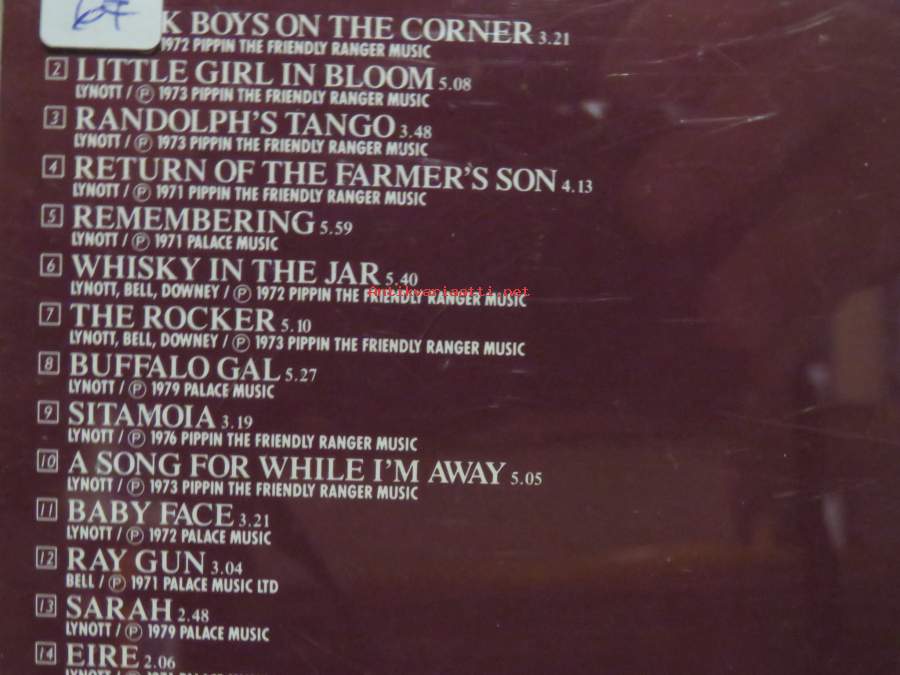 BOYS ON THE CORNER 3.21
1972 PIPPIN THE FRIENDLY RANGER MUSIC
2 LITTLE GIRL IN BLOOM 5.08
LYNOTT / Ⓟ 1973 PIPPIN THE FRIENDLY RANGER MUSIC
3 RANDOLPH'S TANGO 3.48
LYNOTT / Ⓟ 1973 PIPPIN THE FRIENDLY RANGER MUSIC
4 RETURN OF THE FARMER'S SON 4.13
LYNOTT / Ⓟ 1971 PIPPIN THE FRIENDLY RANGER MUSIC
5 REMEMBERING 5.59
LYNOTT / Ⓟ 1971 PALACE MUSIC
6 WHISKY IN THE JAR 5.40
Antikvariaatti.net
LYNOTT, BELL, DOWNEY / Ⓟ 1972 PIPPIN THE FRIENDLY RANGER MUSIC
7 THE ROCKER 5.10
LYNOTT, BELL, DOWNEY / Ⓟ 1973 PIPPIN THE FRIENDLY RANGER MUSIC
8 BUFFALO GAL 5.27
LYNOTT / Ⓟ 1979 PALACE MUSIC
9 SITAMOIA 3.19
LYNOTT / Ⓟ 1976 PIPPIN THE FRIENDLY RANGER MUSIC
10 A SONG FOR WHILE I'M AWAY 5.05
LYNOTT / Ⓟ 1973 PIPPIN THE FRIENDLY RANGER MUSIC
11 BABY FACE 3.21
LYNOTT / Ⓟ 1972 PALACE MUSIC
12 RAY GUN 3.04
BELL / Ⓟ 1971 PALACE MUSIC LTD
13 SARAH 2.48
LYNOTT / Ⓟ 1979 PALACE MUSIC
14 EIRE 2.06